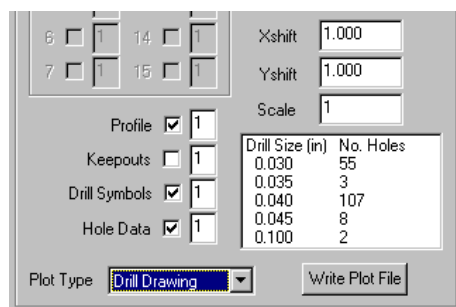 6 1 14 1 Xshift 1.000
7 1 15 1 Yshift 1.000
Scale 1
Profile 1
Keepouts 1
Drill Symbols 1
Hole Data 1
Drill Size (in) No. Holes
0.030 55
0.035 3
0.040 107
0.045 8
0.100 2
Plot Type Drill Drawing Write Plot File